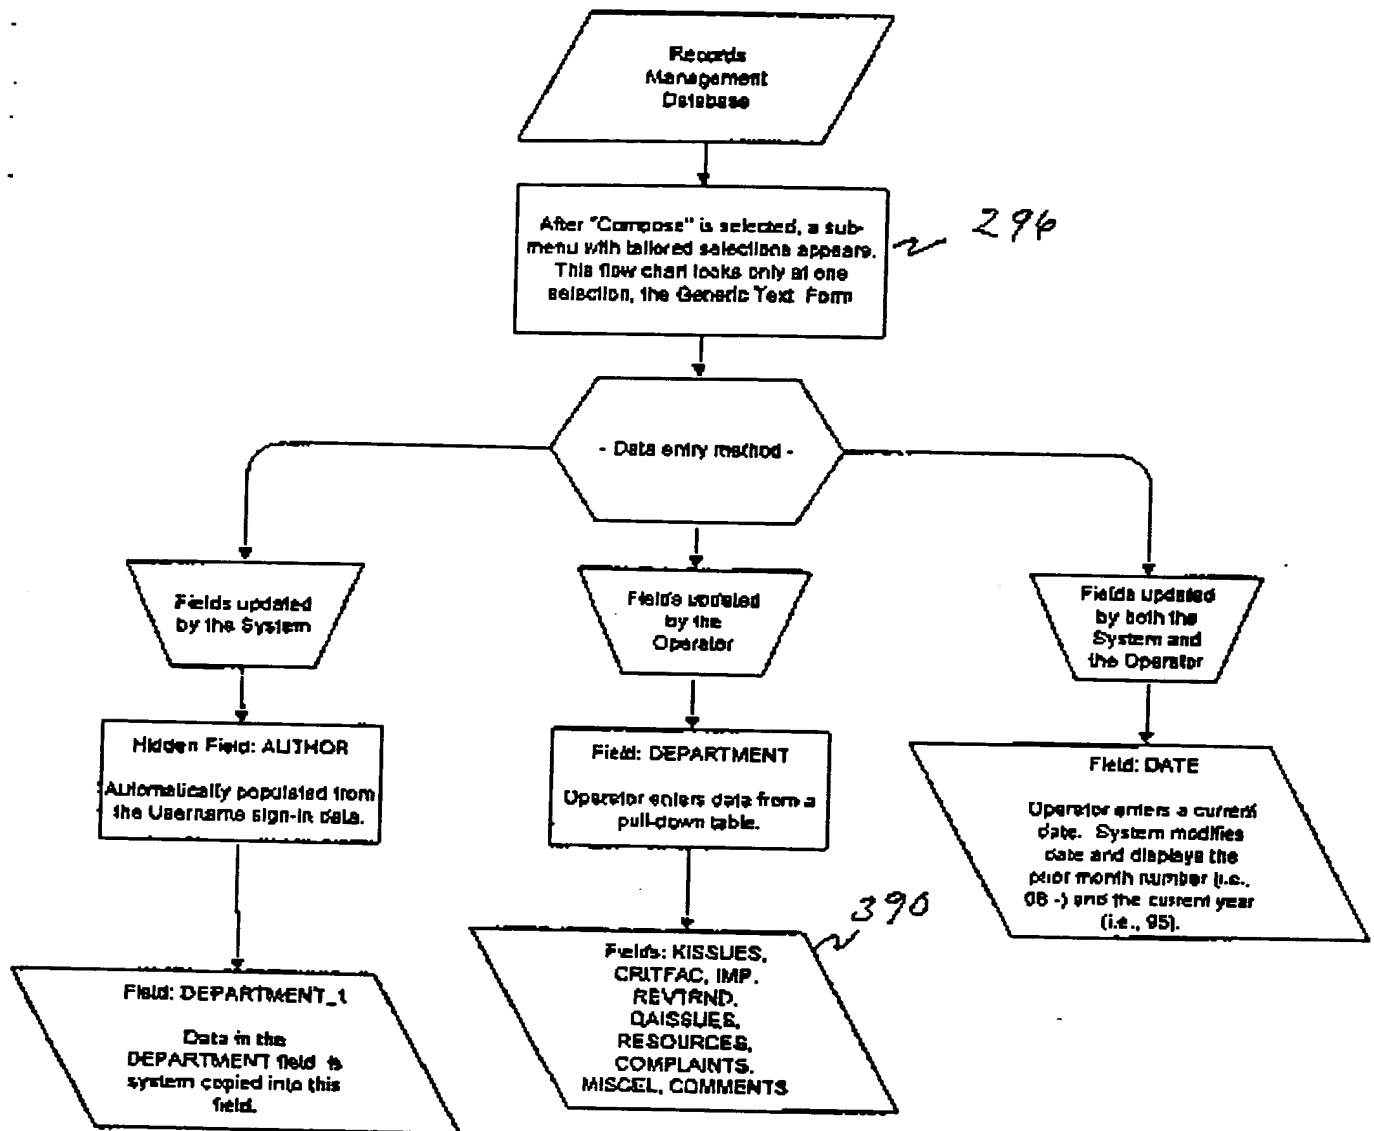 Records
Management
Database
After "Compose" is selected, a sub-
menu with tailored selections appears.
This flow chart looks only at one
selection, the Generic Text Form
296
- Data entry method -
Fields updated
by the System
Fields updated
by the
Operator
Fields updated
by both the
System and
the Operator
Hidden Field: AUTHOR
Automatically populated from
the Username sign-in data.
Field: DEPARTMENT
Operator enters data from a
pull-down table.
Field: DATE
Operator enters a current
date. System modifies
date and displays the
prior month number (i.e.,
08 -) and the current year
(i.e., 95).
390
Field: DEPARTMENT_1
Data in the
DEPARTMENT field is
system copied into this
field.
Fields: KISSUES,
CRITFAC, IMP.
REVTRND.
QAISSUES,
RESOURCES,
COMPLAINTS.
MISCEL, COMMENTS